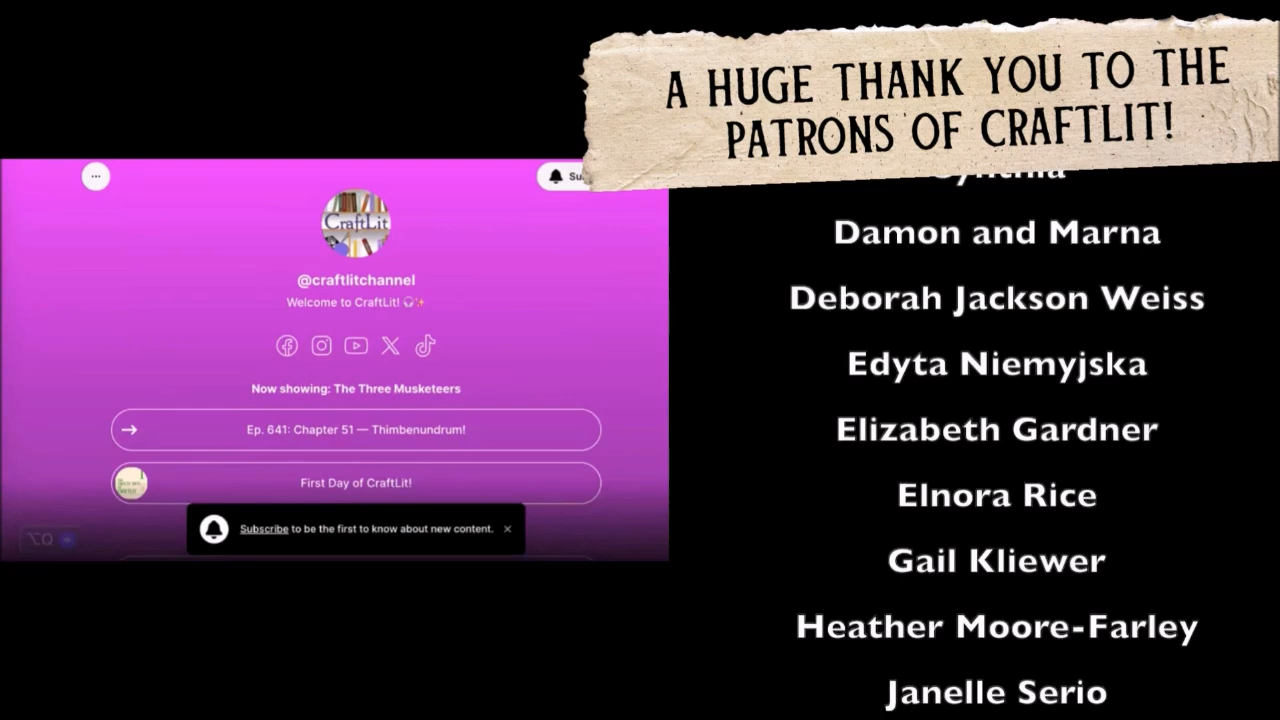 A HUGE THANK YOU TO THE
PATRONS OF CRAFTLIT!
CraftLit
@craftlitchannel
Welcome to CraftLit! 🎧✨
Now showing: The Three Musketeers
Ep. 641: Chapter 51 — Thimbenundrum!
First Day of CraftLit!
Subscribe to be the first to know about new content.
⌥Q
Damon and Marna
Deborah Jackson Weiss
Edyta Niemyjska
Elizabeth Gardner
Elnora Rice
Gail Kliewer
Heather Moore-Farley
Janelle Serio